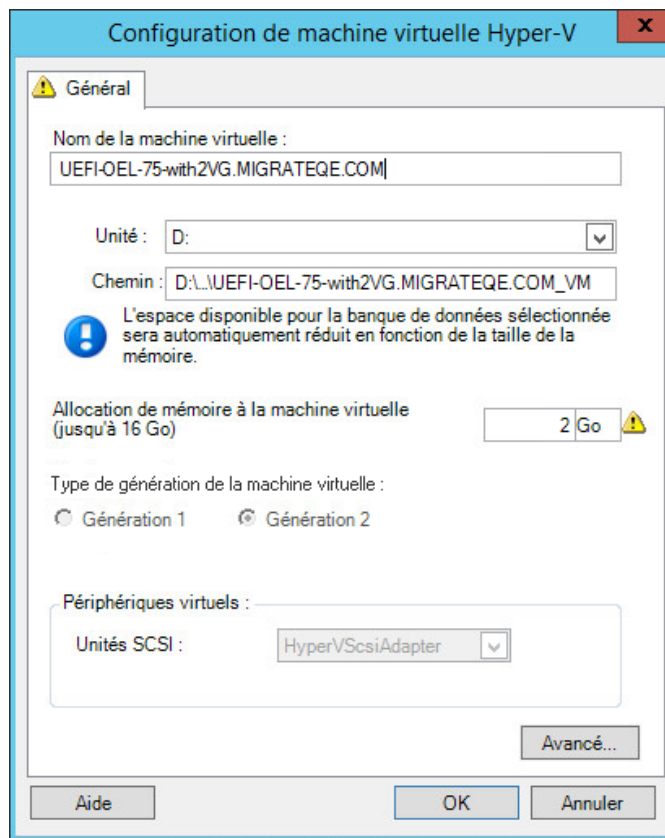 Configuration de machine virtuelle Hyper-V
x
Général
Nom de la machine virtuelle :
UEFI-OEL-75-with2VG.MIGRATEQE.COM
Unité :
D:
Chemin :
D:\...\UEFI-OEL-75-with2VG.MIGRATEQE.COM_VM
L'espace disponible pour la banque de données sélectionnée
sera automatiquement réduit en fonction de la taille de la
mémoire.
Allocation de mémoire à la machine virtuelle
(jusqu'à 16 Go)
2 Go
Type de génération de la machine virtuelle :
Génération 1
Génération 2
Périphériques virtuels :
Unités SCSI :
HyperVScsiAdapter
Avancé...
Aide
OK
Annuler